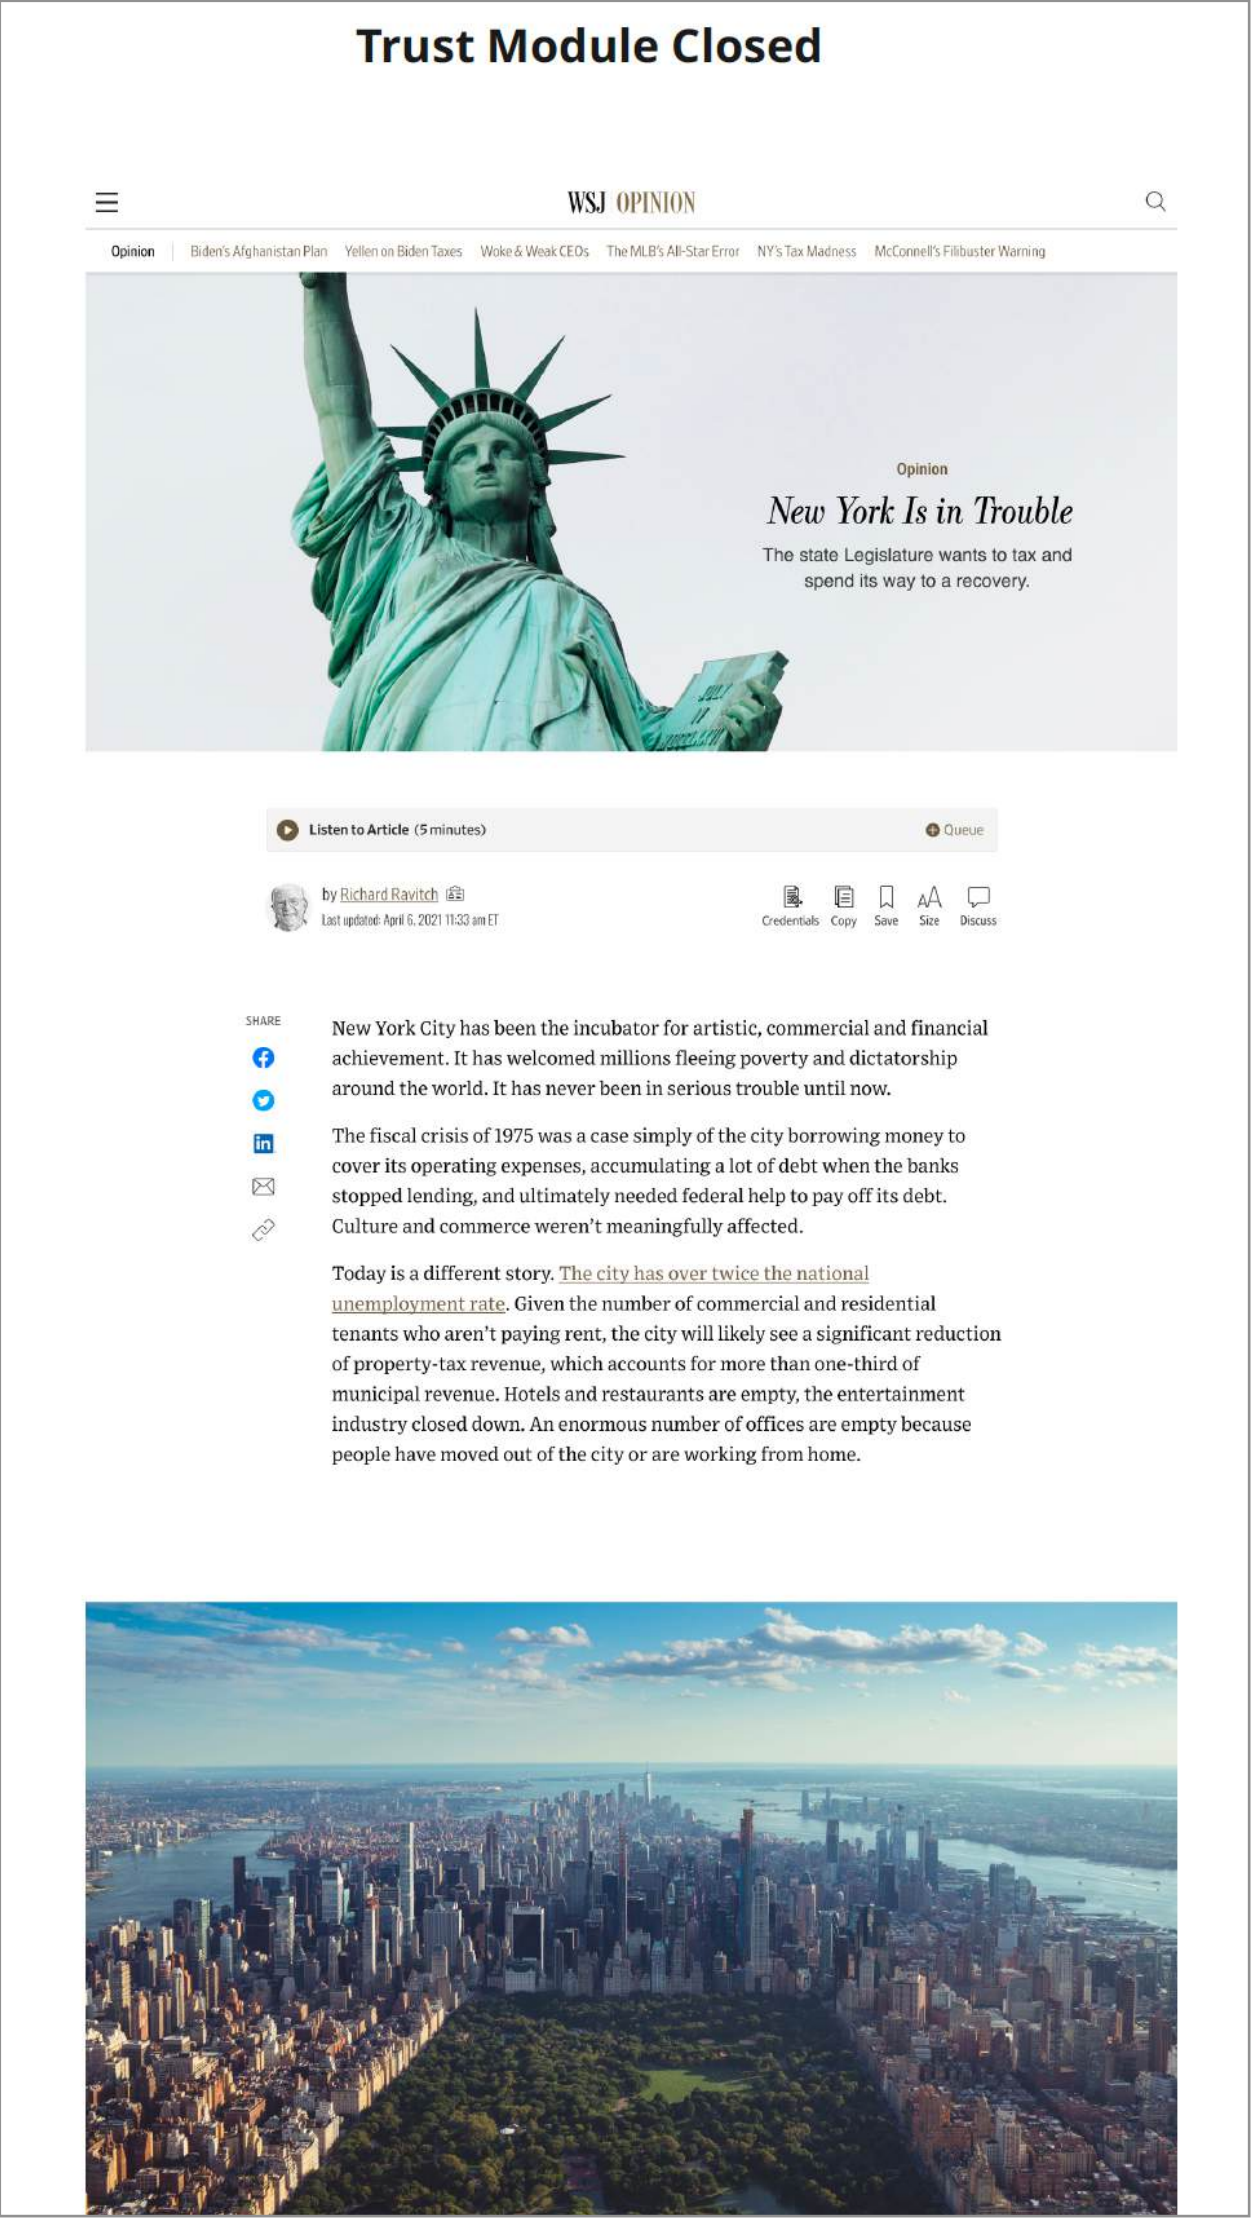 Trust Module Closed
WSJ OPINION
Opinion Biden's Afghanistan Plan Yellen on Biden Taxes Woke & Weak CEOs The MLB's All-Star Error NY's Tax Madness McConnell's Filibuster Warning
Opinion
New York Is in Trouble
The state Legislature wants to tax and
spend its way to a recovery.
JULY
IV
Listen to Article (5 minutes) Queue
by Richard Ravitch
Last updated: April 6, 2021 11:33 am ET
Credentials Copy Save Size Discuss
SHARE
New York City has been the incubator for artistic, commercial and financial
achievement. It has welcomed millions fleeing poverty and dictatorship
around the world. It has never been in serious trouble until now.
The fiscal crisis of 1975 was a case simply of the city borrowing money to
cover its operating expenses, accumulating a lot of debt when the banks
stopped lending, and ultimately needed federal help to pay off its debt.
Culture and commerce weren't meaningfully affected.
Today is a different story. The city has over twice the national
unemployment rate. Given the number of commercial and residential
tenants who aren't paying rent, the city will likely see a significant reduction
of property-tax revenue, which accounts for more than one-third of
municipal revenue. Hotels and restaurants are empty, the entertainment
industry closed down. An enormous number of offices are empty because
people have moved out of the city or are working from home.